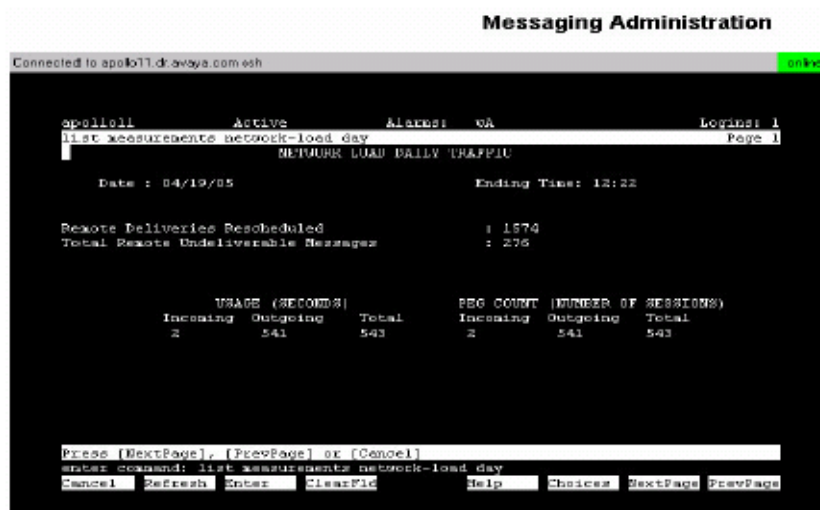 Messaging Administration
Connected to apollo11.dr.avaya.com ssh online
apollo11 Active Alarms: wA Logins: 1
list measurements network-load day Page 1
NETWORK LOAD DAILY TRAFFIC
Date : 04/19/05 Ending Time: 12:22
Remote Deliveries Rescheduled : 1574
Total Remote Undeliverable Messages : 276
USAGE (SECONDS) PEG COUNT (NUMBER OF SESSIONS)
Incoming Outgoing Total Incoming Outgoing Total
2 541 543 2 541 543
Press [NextPage], [PrevPage] or [Cancel]
enter command: list measurements network-load day
Cancel Refresh Enter ClearFld Help Choices NextPage PrevPage